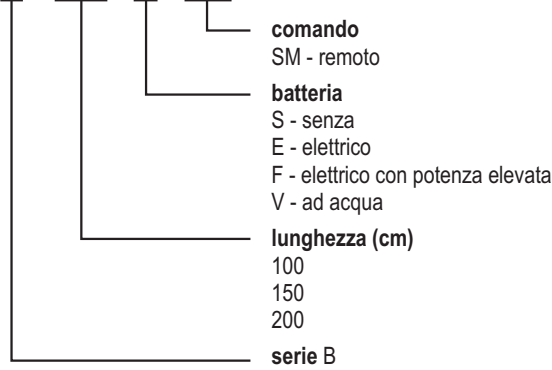 comando
SM - remoto
batteria
S - senza
E - elettrico
F - elettrico con potenza elevata
V - ad acqua
lunghezza (cm)
100
150
200
serie B